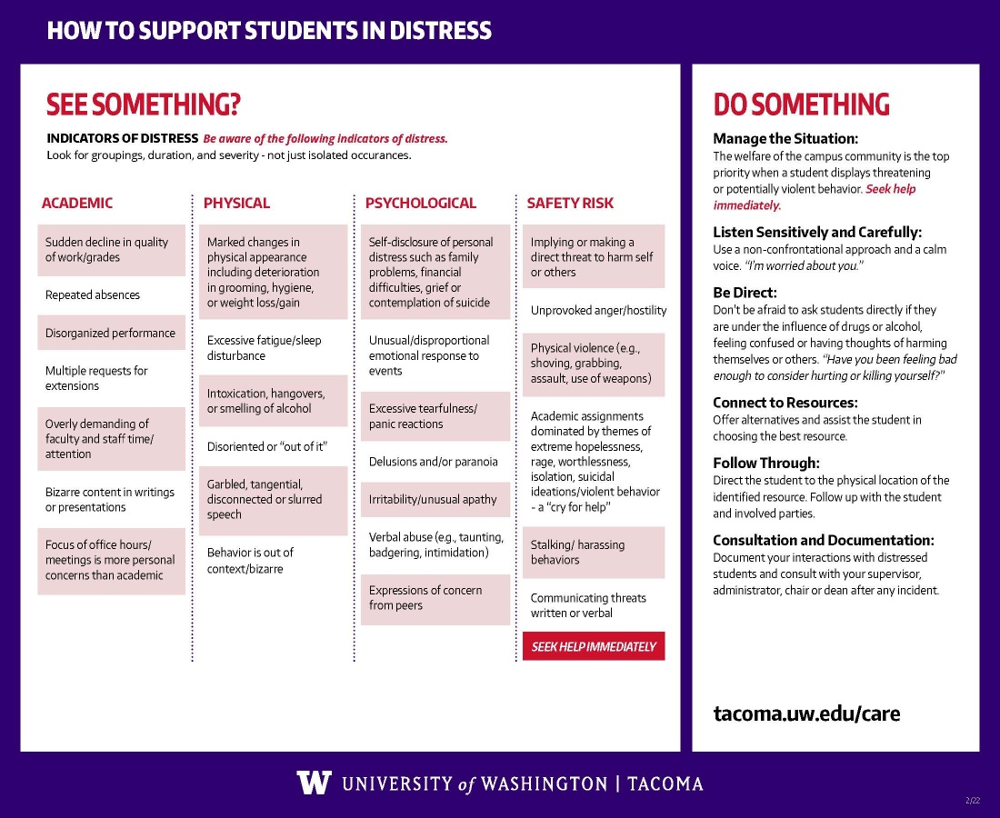 HOW TO SUPPORT STUDENTS IN DISTRESS
SEE SOMETHING?
INDICATORS OF DISTRESS Be aware of the following indicators of distress.
Look for groupings, duration, and severity - not just isolated occurances.
ACADEMIC
Sudden decline in quality
of work/grades
Repeated absences
Disorganized performance
Multiple requests for
extensions
Overly demanding of
faculty and staff time/
attention
Bizarre content in writings
or presentations
Focus of office hours/
meetings is more personal
concerns than academic
PHYSICAL
Marked changes in
physical appearance
including deterioration
in grooming, hygiene,
or weight loss/gain
Excessive fatigue/sleep
disturbance
Intoxication, hangovers,
or smelling of alcohol
Disoriented or “out of it”
Garbled, tangential,
disconnected or slurred
speech
Behavior is out of
context/bizarre
PSYCHOLOGICAL
Self-disclosure of personal
distress such as family
problems, financial
difficulties, grief or
contemplation of suicide
Unusual/disproportional
emotional response to
events
Excessive tearfulness/
panic reactions
Delusions and/or paranoia
Irritability/unusual apathy
Verbal abuse (e.g., taunting,
badgering, intimidation)
Expressions of concern
from peers
SAFETY RISK
Implying or making a
direct threat to harm self
or others
Unprovoked anger/hostility
Physical violence (e.g.,
shoving, grabbing,
assault, use of weapons)
Academic assignments
dominated by themes of
extreme hopelessness,
rage, worthlessness,
isolation, suicidal
ideations/violent behavior
- a “cry for help”
Stalking/ harassing
behaviors
Communicating threats
written or verbal
SEEK HELP IMMEDIATELY
DO SOMETHING
Manage the Situation:
The welfare of the campus community is the top
priority when a student displays threatening
or potentially violent behavior. Seek help
immediately.
Listen Sensitively and Carefully:
Use a non-confrontational approach and a calm
voice. “I’m worried about you.”
Be Direct:
Don’t be afraid to ask students directly if they
are under the influence of drugs or alcohol,
feeling confused or having thoughts of harming
themselves or others. “Have you been feeling bad
enough to consider hurting or killing yourself?”
Connect to Resources:
Offer alternatives and assist the student in
choosing the best resource.
Follow Through:
Direct the student to the physical location of the
identified resource. Follow up with the student
and involved parties.
Consultation and Documentation:
Document your interactions with distressed
students and consult with your supervisor,
administrator, chair or dean after any incident.
tacoma.uw.edu/care
W UNIVERSITY of WASHINGTON | TACOMA
2/22